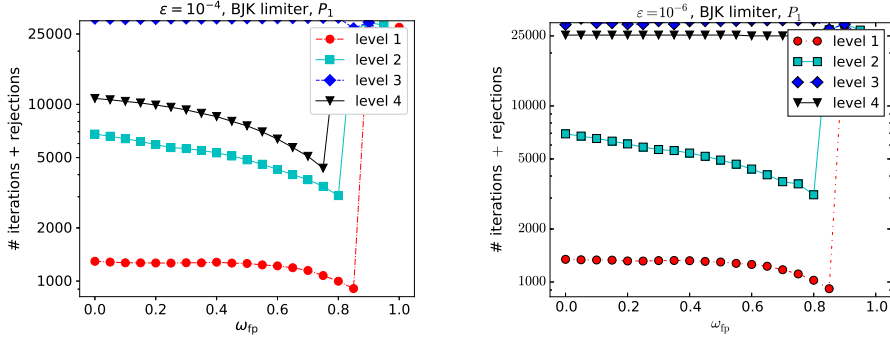 ε = 10⁻⁴, BJK limiter, P₁
# iterations + rejections
25000
10000
5000
2000
1000
level 1
level 2
level 3
level 4
0.0 0.2 0.4 0.6 0.8 1.0
ω_fp
ε=10⁻⁶, BJK limiter, P₁
# iterations + rejections
25000
10000
5000
2000
1000
level 1
level 2
level 3
level 4
0.0 0.2 0.4 0.6 0.8 1.0
ω_fp